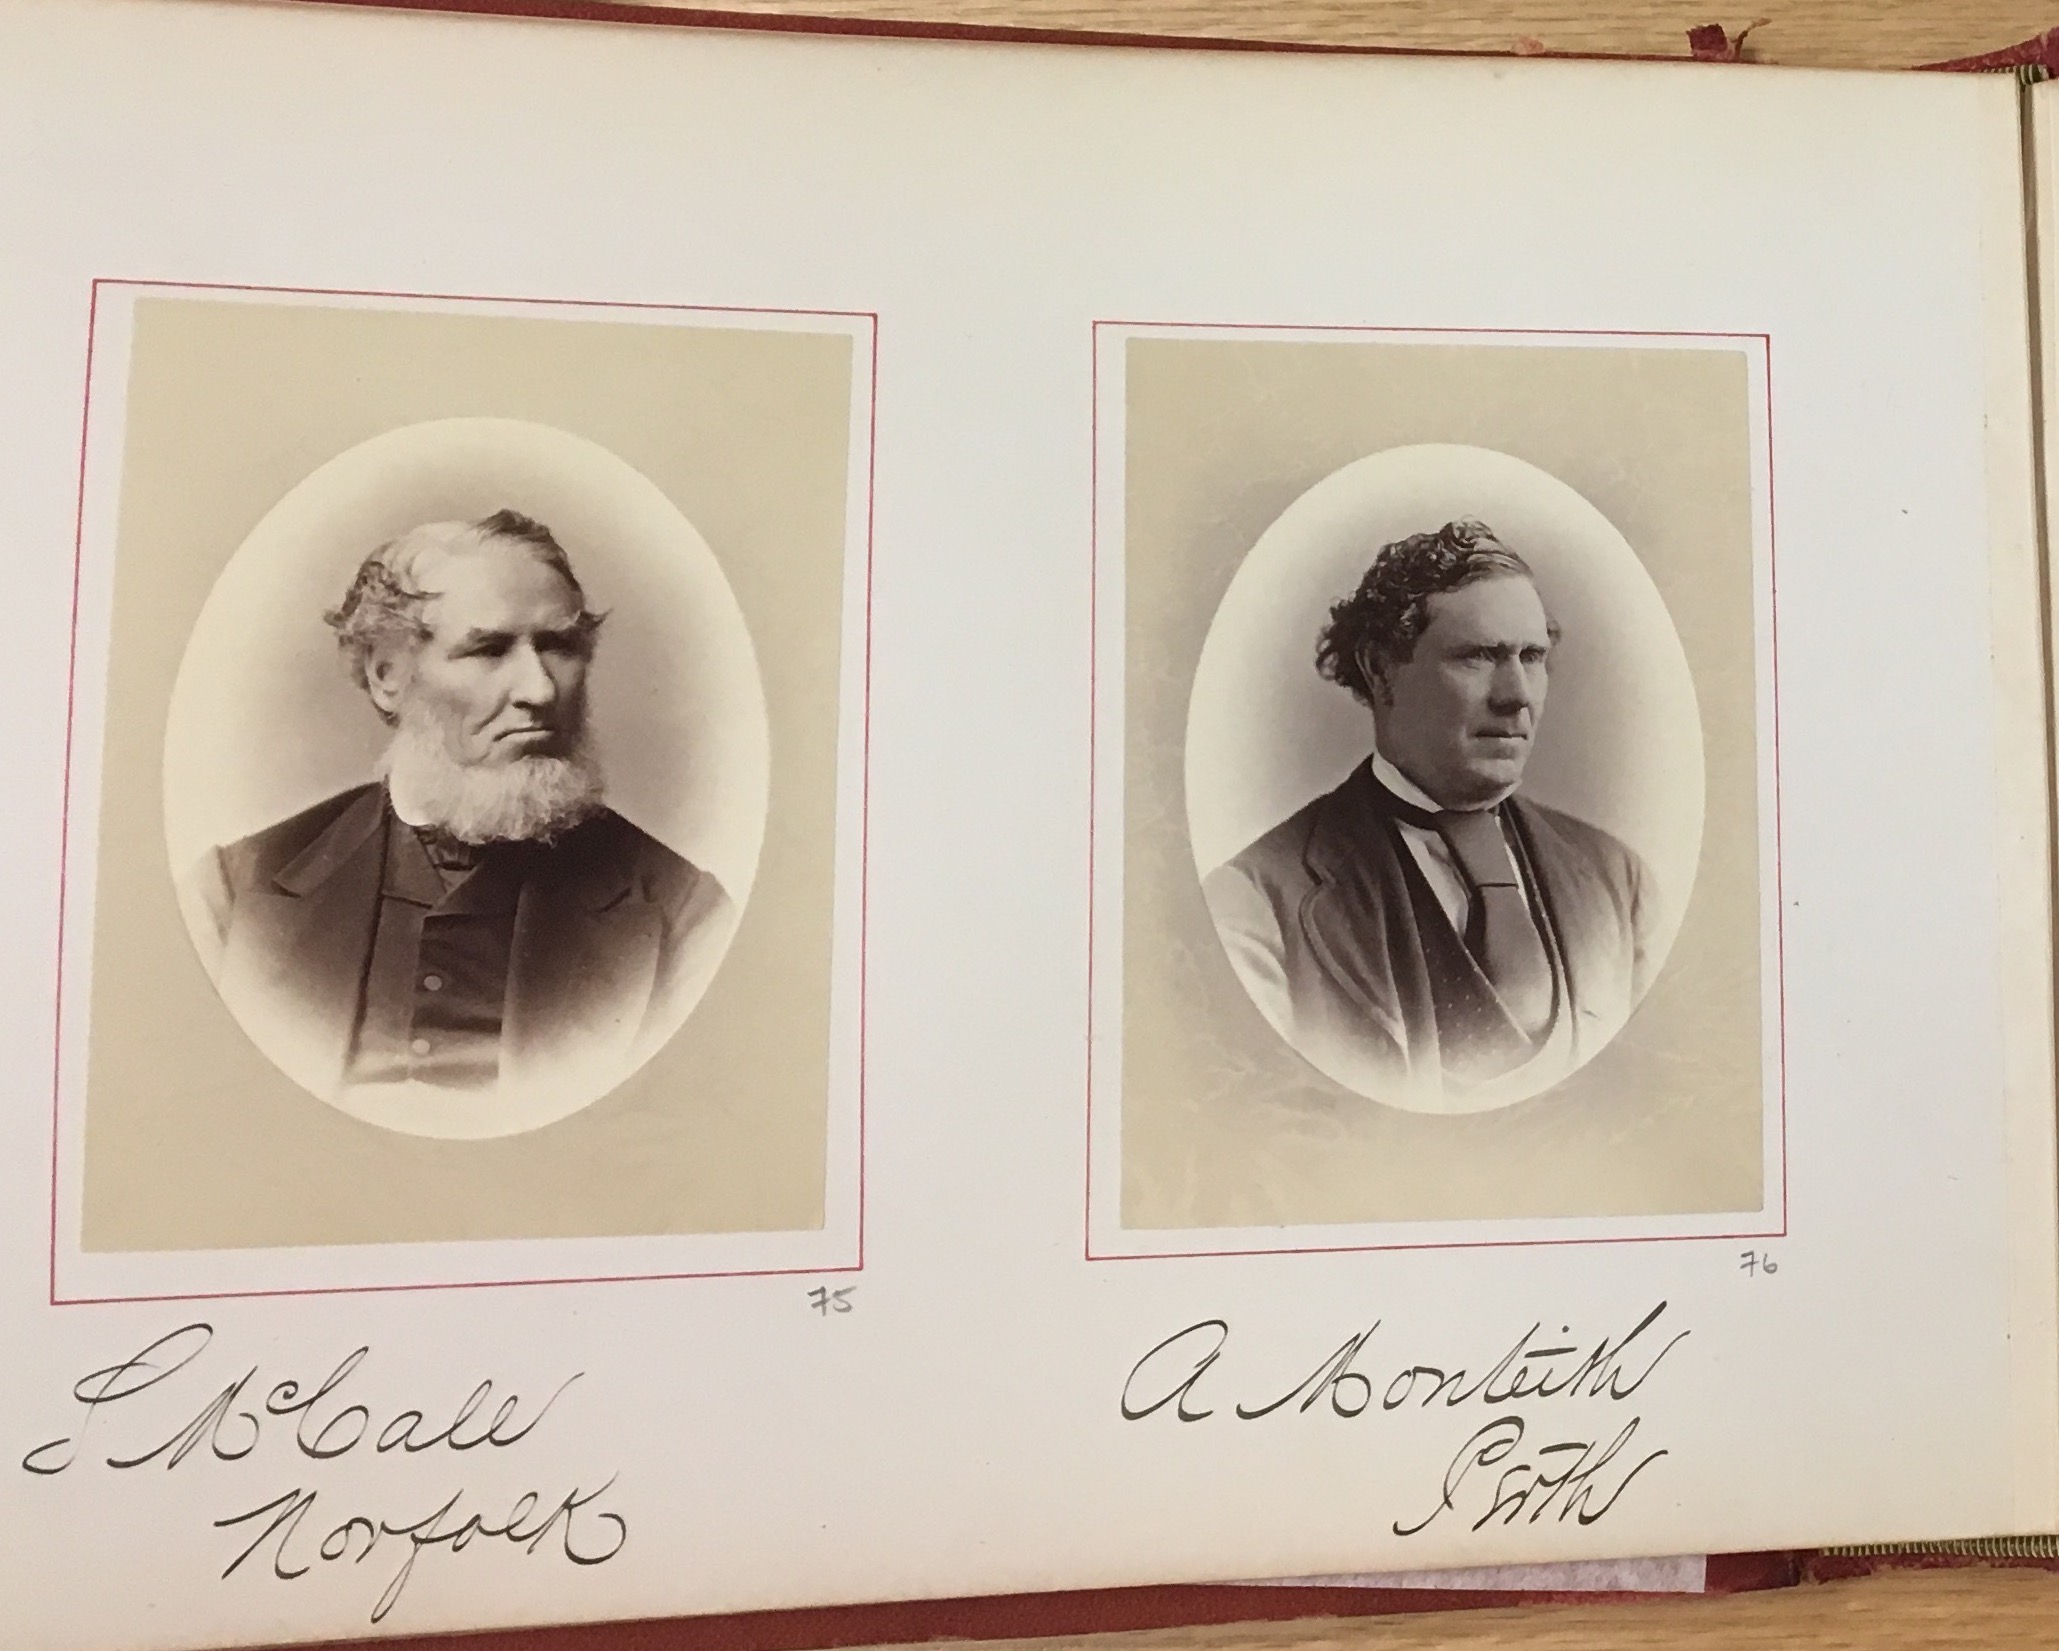 75
S McCall
Norfolk
76
A Monteith
Perth